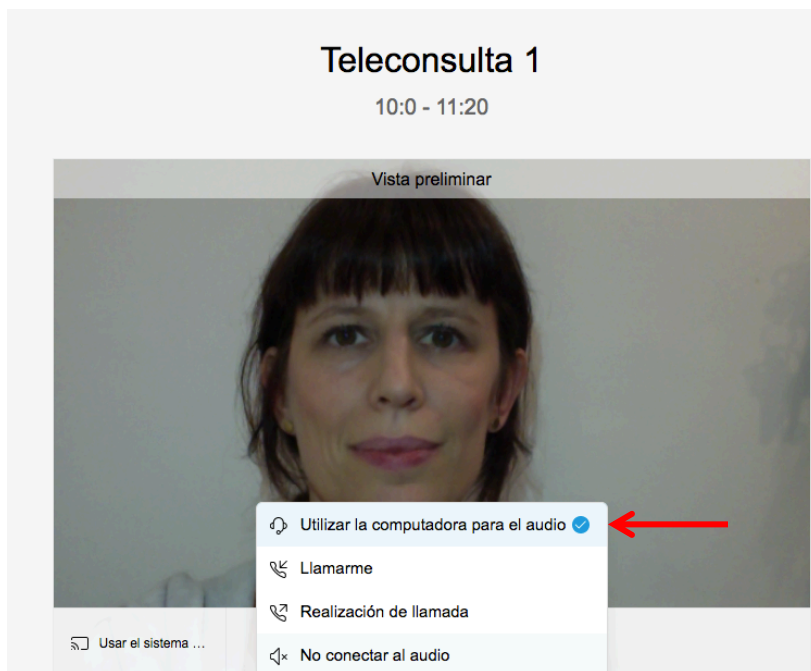 Teleconsulta 1
10:0 - 11:20
Vista preliminar
Utilizar la computadora para el audio
Llamarme
Realización de llamada
Usar el sistema ...
No conectar al audio